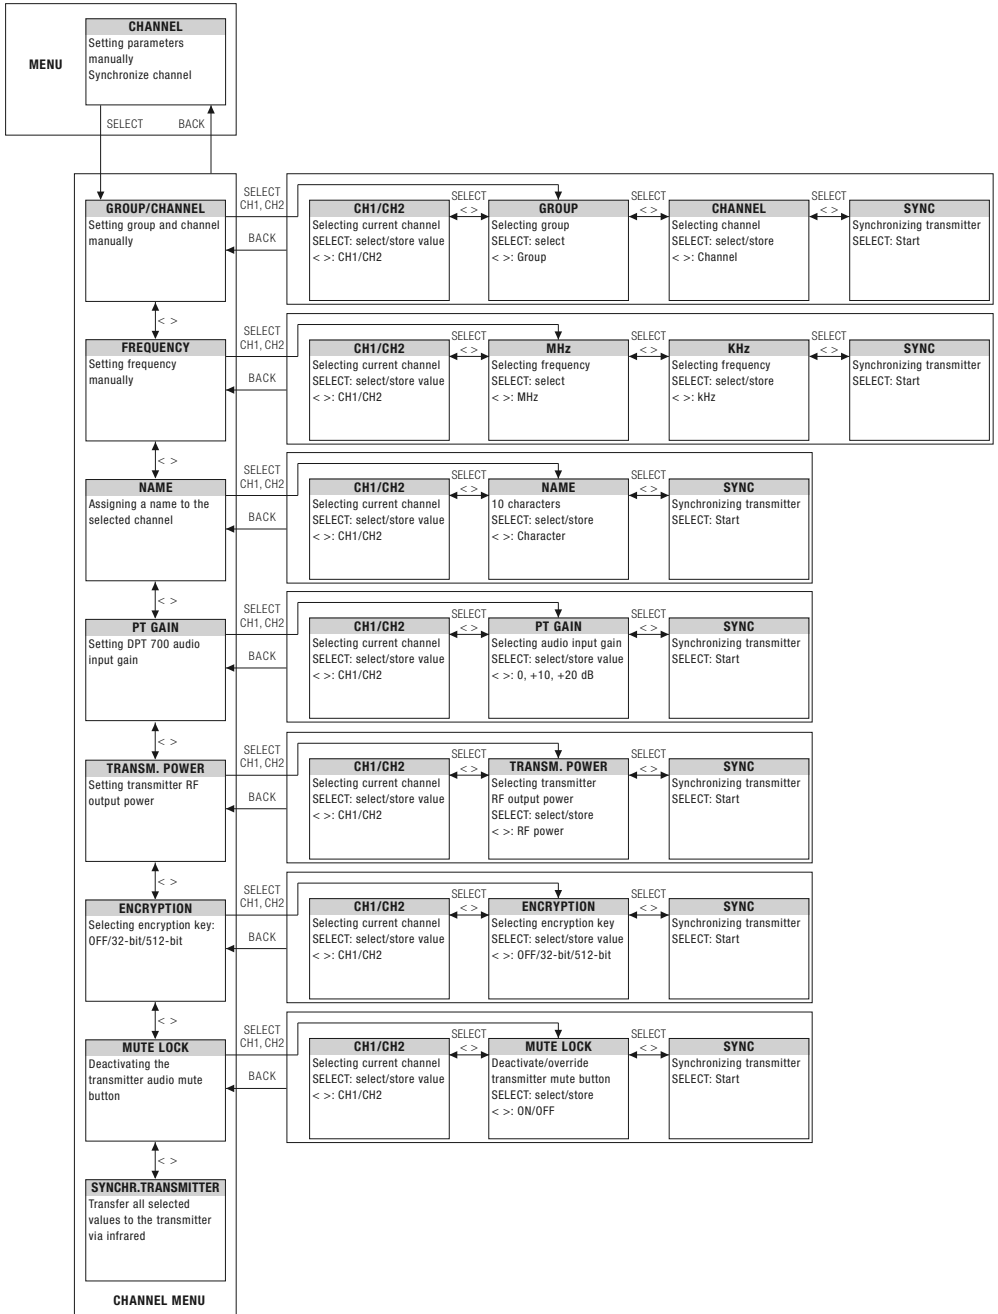 CHANNEL
Setting parameters
manually
Synchronize channel
MENU
SELECT
BACK
GROUP/CHANNEL
Setting group and channel
manually
SELECT
CH1, CH2
BACK
CH1/CH2
Selecting current channel
SELECT: select/store value
< >: CH1/CH2
SELECT
< >
GROUP
Selecting group
SELECT: select
< >: Group
SELECT
< >
CHANNEL
Selecting channel
SELECT: select/store
< >: Channel
SELECT
< >
SYNC
Synchronizing transmitter
SELECT: Start
< >
FREQUENCY
Setting frequency
manually
SELECT
CH1, CH2
BACK
CH1/CH2
Selecting current channel
SELECT: select/store value
< >: CH1/CH2
SELECT
< >
MHz
Selecting frequency
SELECT: select
< >: MHz
SELECT
< >
KHz
Selecting frequency
SELECT: select/store
< >: kHz
SELECT
< >
SYNC
Synchronizing transmitter
SELECT: Start
< >
NAME
Assigning a name to the
selected channel
SELECT
CH1, CH2
BACK
CH1/CH2
Selecting current channel
SELECT: select/store value
< >: CH1/CH2
SELECT
< >
NAME
10 characters
SELECT: select/store
< >: Character
SELECT
< >
SYNC
Synchronizing transmitter
SELECT: Start
< >
PT GAIN
Setting DPT 700 audio
input gain
SELECT
CH1, CH2
BACK
CH1/CH2
Selecting current channel
SELECT: select/store value
< >: CH1/CH2
SELECT
< >
PT GAIN
Selecting audio input gain
SELECT: select/store value
< >: 0, +10, +20 dB
SELECT
< >
SYNC
Synchronizing transmitter
SELECT: Start
< >
TRANSM. POWER
Setting transmitter RF
output power
SELECT
CH1, CH2
BACK
CH1/CH2
Selecting current channel
SELECT: select/store value
< >: CH1/CH2
SELECT
< >
TRANSM. POWER
Selecting transmitter
RF output power
SELECT: select/store
< >: RF power
SELECT
< >
SYNC
Synchronizing transmitter
SELECT: Start
< >
ENCRYPTION
Selecting encryption key:
OFF/32-bit/512-bit
SELECT
CH1, CH2
BACK
CH1/CH2
Selecting current channel
SELECT: select/store value
< >: CH1/CH2
SELECT
< >
ENCRYPTION
Selecting encryption key
SELECT: select/store value
< >: OFF/32-bit/512-bit
SELECT
< >
SYNC
Synchronizing transmitter
SELECT: Start
< >
MUTE LOCK
Deactivating the
transmitter audio mute
button
SELECT
CH1, CH2
BACK
CH1/CH2
Selecting current channel
SELECT: select/store value
< >: CH1/CH2
SELECT
< >
MUTE LOCK
Deactivate/override
transmitter mute button
SELECT: select/store
< >: ON/OFF
SELECT
< >
SYNC
Synchronizing transmitter
SELECT: Start
< >
SYNCHR.TRANSMITTER
Transfer all selected
values to the transmitter
via infrared
CHANNEL MENU